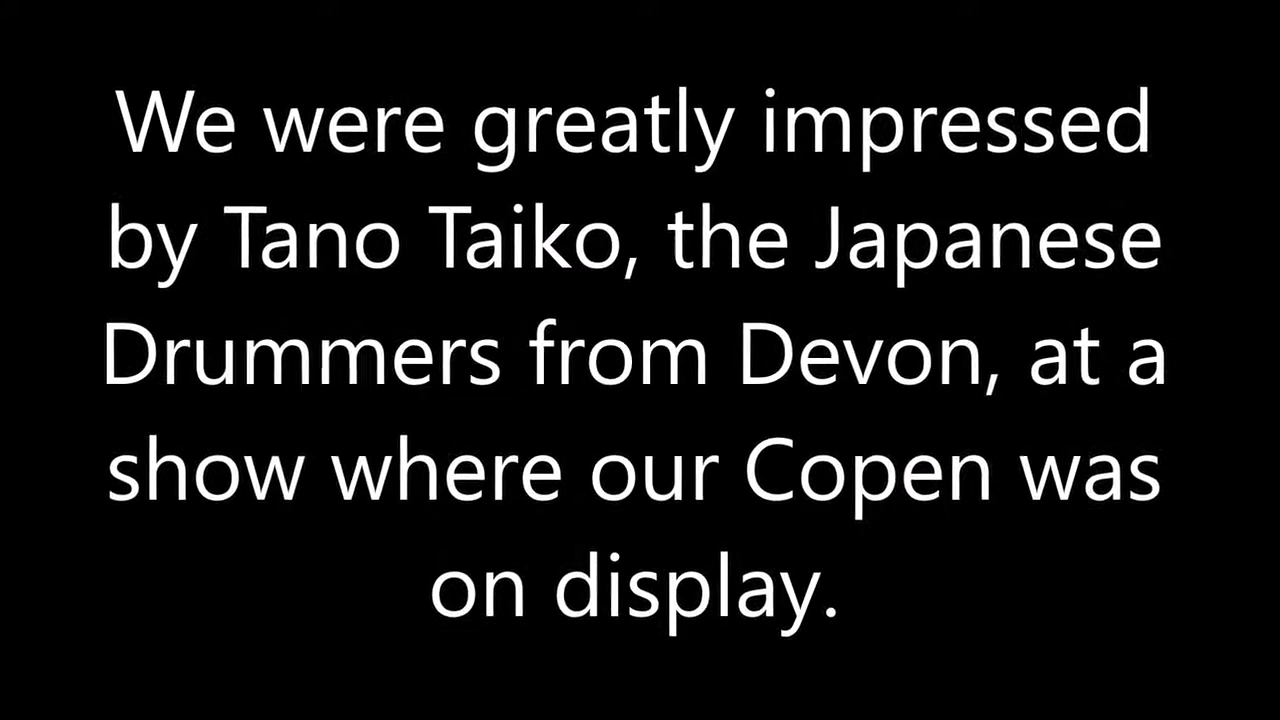 We were greatly impressed
by Tano Taiko, the Japanese
Drummers from Devon, at a
show where our Copen was
on display.